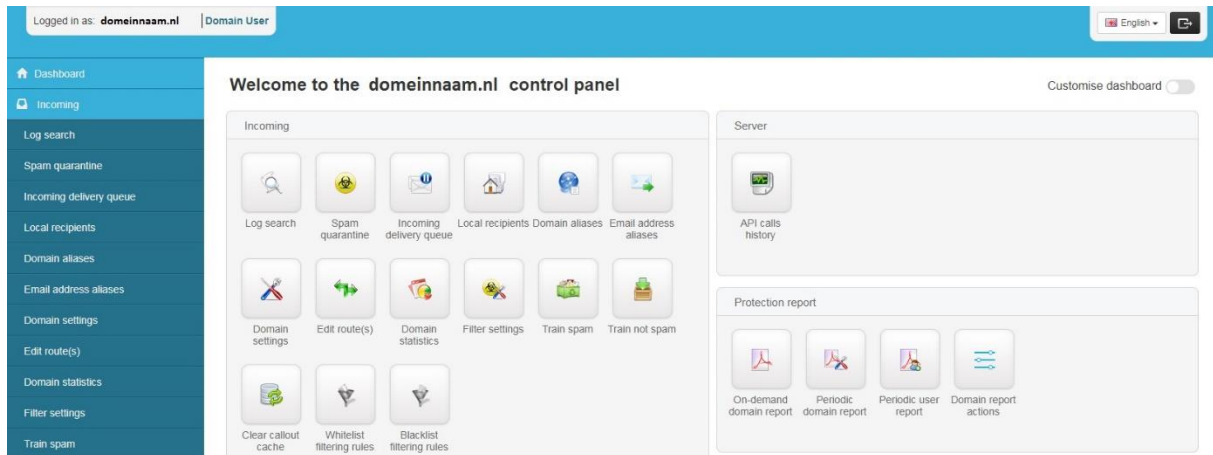 Logged in as: domeinnaam.nl Domain User
English
Dashboard
Incoming
Log search
Spam quarantine
Incoming delivery queue
Local recipients
Domain aliases
Email address aliases
Domain settings
Edit route(s)
Domain statistics
Filter settings
Train spam
Welcome to the domeinnaam.nl control panel
Customise dashboard
Incoming
Log search
Spam
quarantine
Incoming
delivery queue
Local recipients
Domain aliases
Email address
aliases
Domain
settings
Edit route(s)
Domain
statistics
Filter settings
Train spam
Train not spam
Clear callout
cache
Whitelist
filtering rules
Blacklist
filtering rules
Server
API calls
history
Protection report
On-demand
domain report
Periodic
domain report
Periodic user
report
Domain report
actions